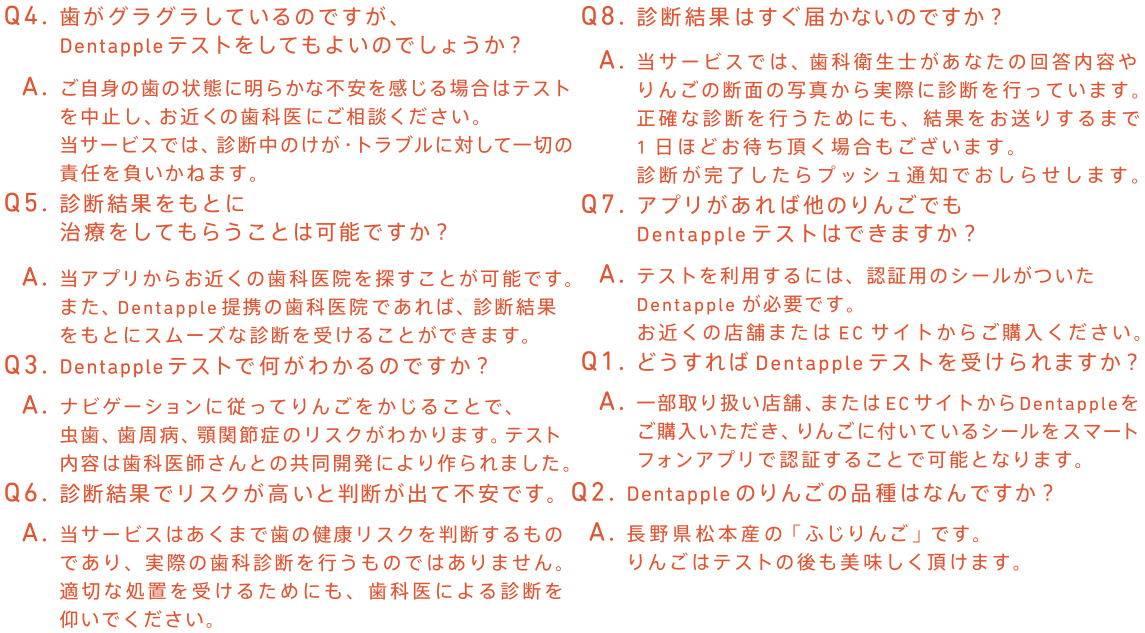 Q4. 歯がグラグラしているのですが、
Dentappleテストをしてもよいのでしょうか？
A. ご自身の歯の状態に明らかな不安を感じる場合はテスト
を中止し、お近くの歯科医にご相談ください。
当サービスでは、診断中のけが・トラブルに対して一切の
責任を負いかねます。
Q5. 診断結果をもとに
治療をしてもらうことは可能ですか？
A. 当アプリからお近くの歯科医院を探すことが可能です。
また、Dentapple提携の歯科医院であれば、診断結果
をもとにスムーズな診断を受けることができます。
Q3. Dentappleテストで何がわかるのですか？
A. ナビゲーションに従ってりんごをかじることで、
虫歯、歯周病、顎関節症のリスクがわかります。テスト
内容は歯科医師さんとの共同開発により作られました。
Q6. 診断結果でリスクが高いと判断が出て不安です。
A. 当サービスはあくまで歯の健康リスクを判断するもの
であり、実際の歯科診断を行うものではありません。
適切な処置を受けるためにも、歯科医による診断を
仰いでください。
Q8. 診断結果はすぐ届かないのですか？
A. 当サービスでは、歯科衛生士があなたの回答内容や
りんごの断面の写真から実際に診断を行っています。
正確な診断を行うためにも、結果をお送りするまで
1日ほどお待ち頂く場合もございます。
診断が完了したらプッシュ通知でおしらせします。
Q7. アプリがあれば他のりんごでも
Dentappleテストはできますか？
A. テストを利用するには、認証用のシールがついた
Dentappleが必要です。
お近くの店舗またはECサイトからご購入ください。
Q1. どうすればDentappleテストを受けられますか？
A. 一部取り扱い店舗、またはECサイトからDentappleを
ご購入いただき、りんごに付いているシールをスマート
フォンアプリで認証することで可能となります。
Q2. Dentappleのりんごの品種はなんですか？
A. 長野県松本産の「ふじりんご」です。
りんごはテストの後も美味しく頂けます。